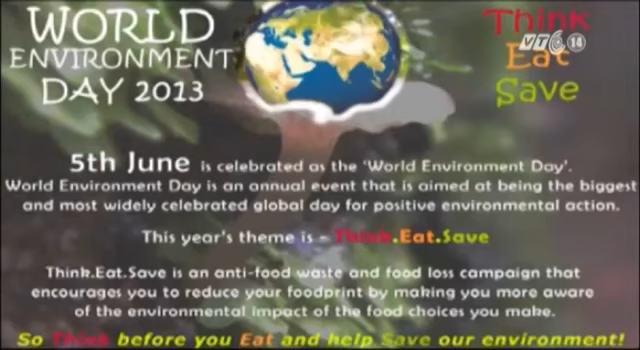 WORLD
ENVIRONMENT
DAY 2013
Think
Eat
Save
VTC 14
5th June is celebrated as the 'World Environment Day'.
World Environment Day is an annual event that is aimed at being the biggest
and most widely celebrated global day for positive environmental action.
This year's theme is - Think.Eat.Save
Think.Eat.Save is an anti-food waste and food loss campaign that
encourages you to reduce your foodprint by making you more aware
of the environmental impact of the food choices you make.
So Think before you Eat and help Save our environment!